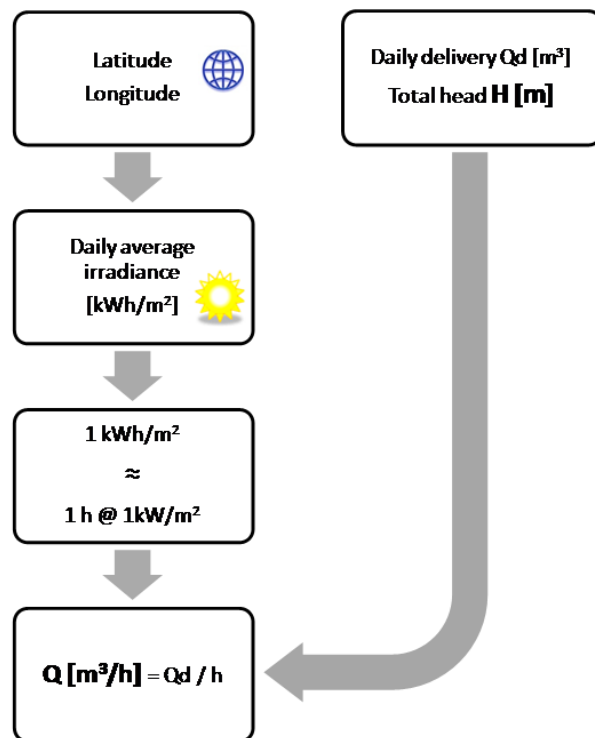 Latitude
Longitude
Daily delivery Qd [m³]
Total head H [m]
Daily average
irradiance
[kWh/m²]
1 kWh/m²
≈
1 h @ 1kW/m²
Q [m³/h] = Qd / h